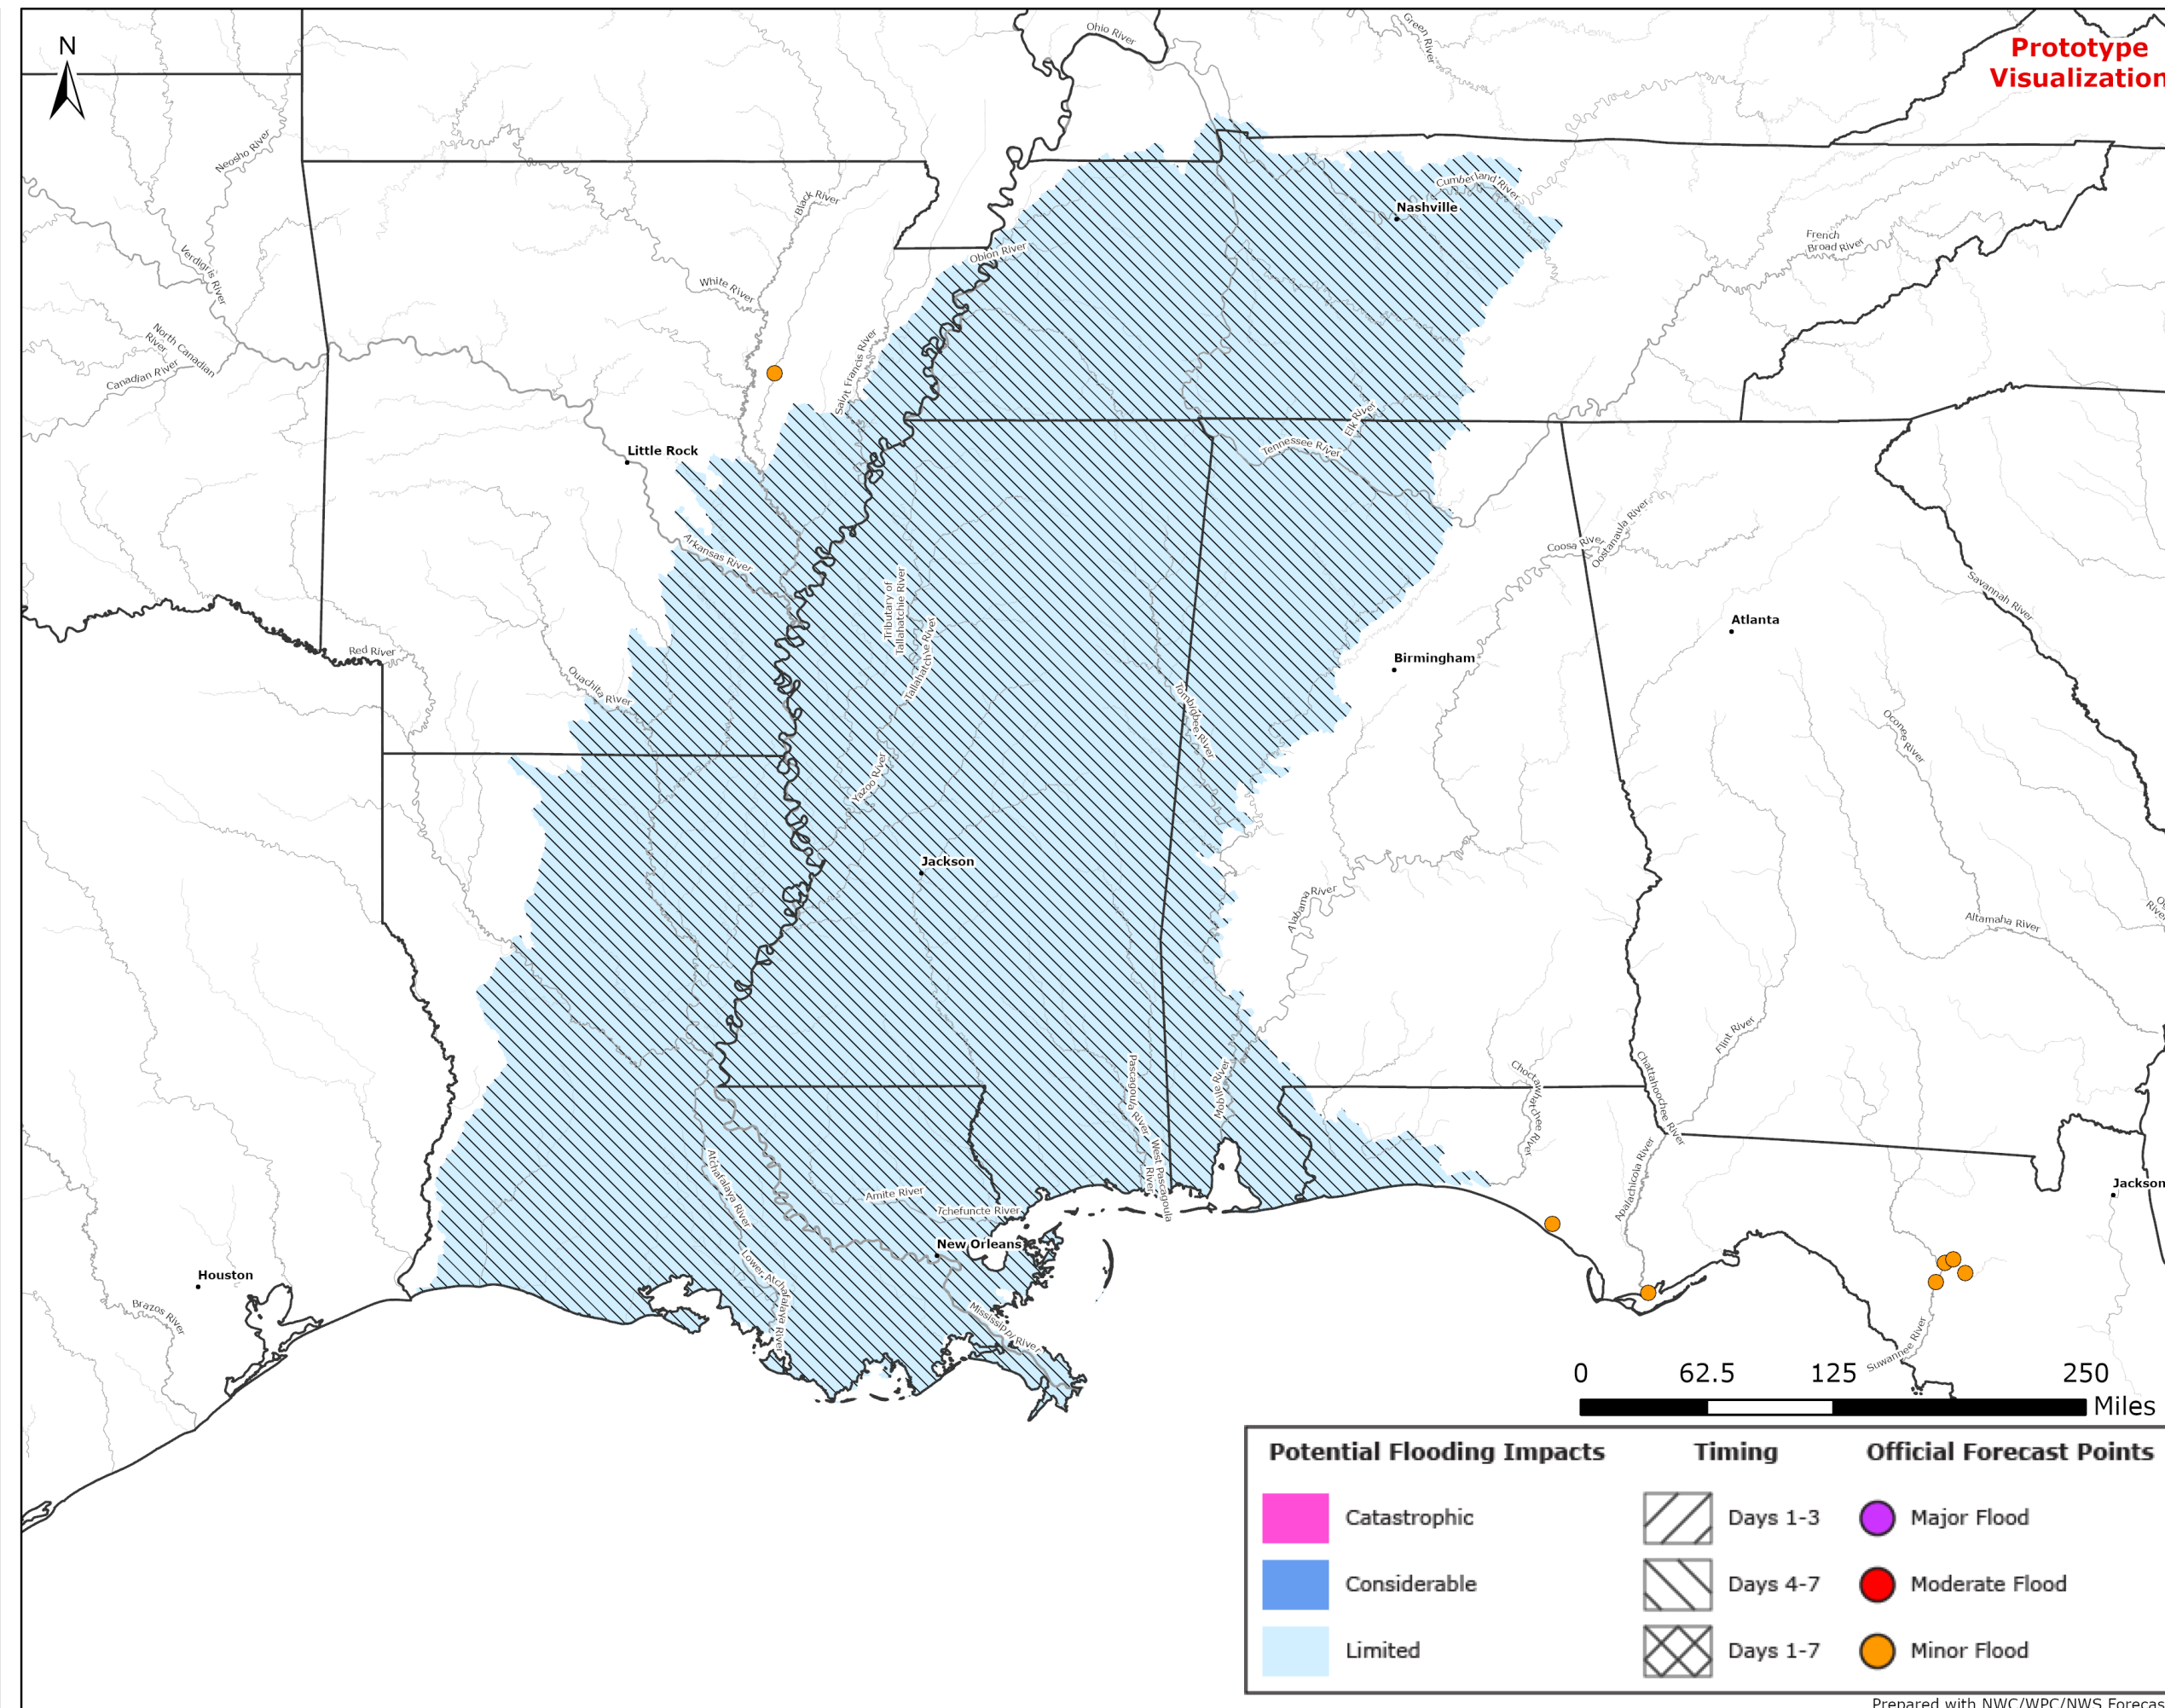 Prototype
Visualization
N
Ohio River
Green River
Neosho River
Black River
Cumberland River
Nashville
French
Broad River
Obion River
Verdigris River
White River
North Canadian
River
Canadian River
Saint Francis River
Elk River
Tennessee River
Little Rock
Arkansas River
Coosa River
Oostanaula River
Savannah River
Tributary of
Tallahatchie River
Tallahatchie River
Atlanta
Birmingham
Red River
Ouachita River
Tombigbee River
Oconee River
Yazoo River
Jackson
Alabama River
Altamaha River
River
Flint River
Pascagoula River
Mobile River
Choctawhatchee River
Chattahoochee River
Apalachicola River
West Pascagoula
River
Atchafalaya River
Amite River
Tchefuncte River
New Orleans
Jackson
Lower Atchafalaya River
Mississippi River
Houston
Brazos River
Suwannee River
0 62.5 125 250
Miles
Potential Flooding Impacts
Catastrophic
Considerable
Limited
Timing
Days 1-3
Days 4-7
Days 1-7
Official Forecast Points
Major Flood
Moderate Flood
Minor Flood
Prepared with NWC/WPC/NWS Forecas